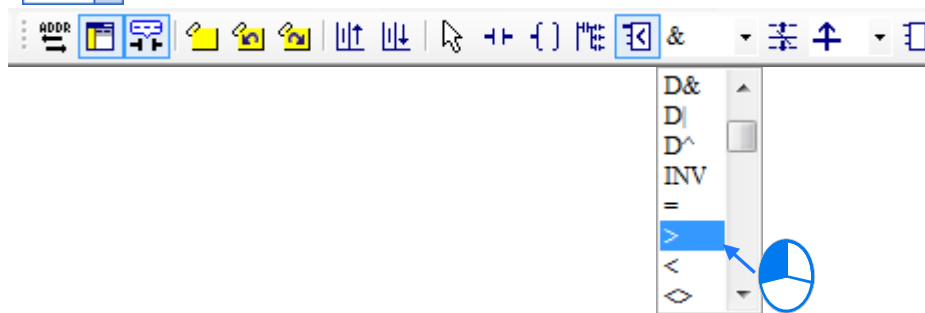 ADDR
&
D&
D|
D^
INV
=
>
<
<>